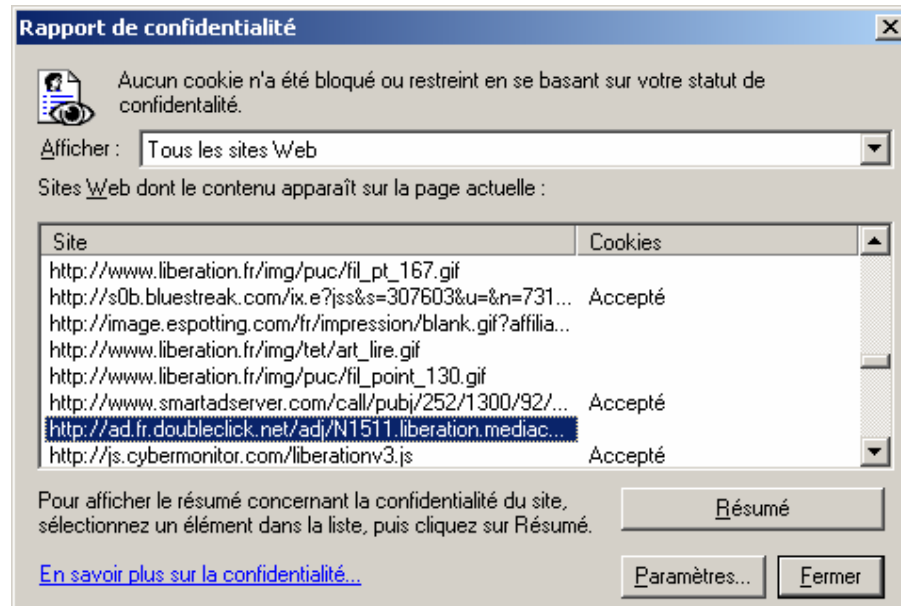 Rapport de confidentialité
Aucun cookie n'a été bloqué ou restreint en se basant sur votre statut de
confidentalité.
Afficher : Tous les sites Web
Sites Web dont le contenu apparaît sur la page actuelle :
Site Cookies
http://www.liberation.fr/img/puc/fil_pt_167.gif
http://s0b.bluestreak.com/ix.e?jss&s=307603&u=&n=731... Accepté
http://image.espotting.com/fr/impression/blank.gif?affilia...
http://www.liberation.fr/img/tet/art_lire.gif
http://www.liberation.fr/img/puc/fil_point_130.gif
http://www.smartadserver.com/call/pubj/252/1300/92/... Accepté
http://ad.fr.doubleclick.net/adj/N1511.liberation.mediac...
http://js.cybermonitor.com/liberationv3.js Accepté
Pour afficher le résumé concernant la confidentialité du site,
sélectionnez un élément dans la liste, puis cliquez sur Résumé.
Résumé
En savoir plus sur la confidentialité...
Paramètres... Fermer